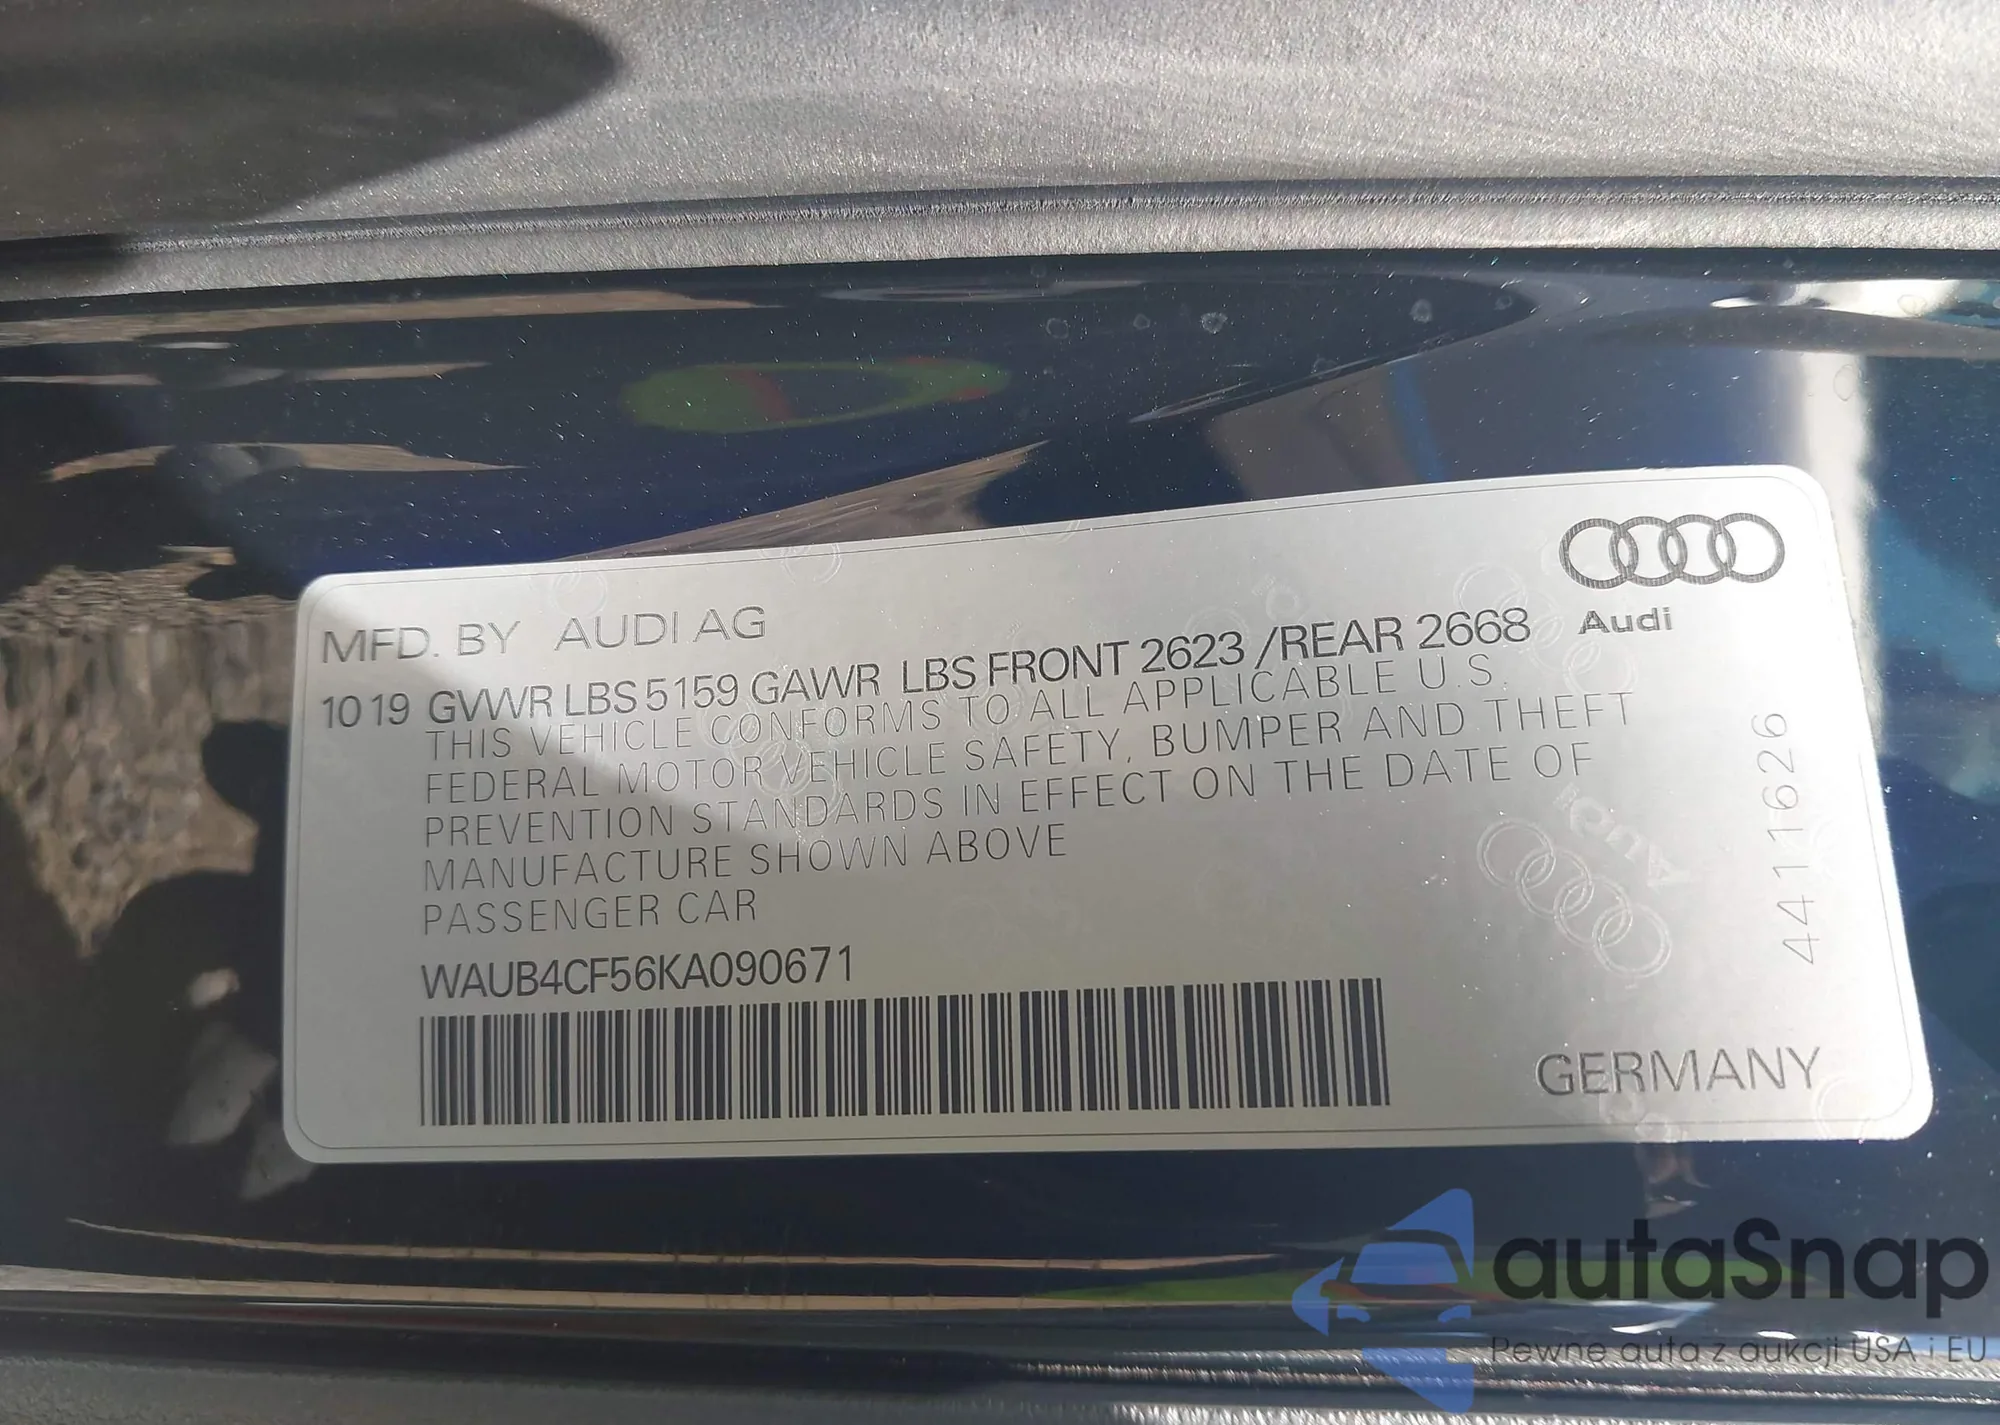 MFD. BY AUDI AG
Audi
1019 GVWR LBS 5159 GAWR LBS FRONT 2623 /REAR 2668
THIS VEHICLE CONFORMS TO ALL APPLICABLE U.S.
FEDERAL MOTOR VEHICLE SAFETY, BUMPER AND THEFT
PREVENTION STANDARDS IN EFFECT ON THE DATE OF
MANUFACTURE SHOWN ABOVE
PASSENGER CAR
WAUB4CF56KA090671
4411626
Audi
GERMANY
autaSnap
Pewne auta z aukcji USA i EU